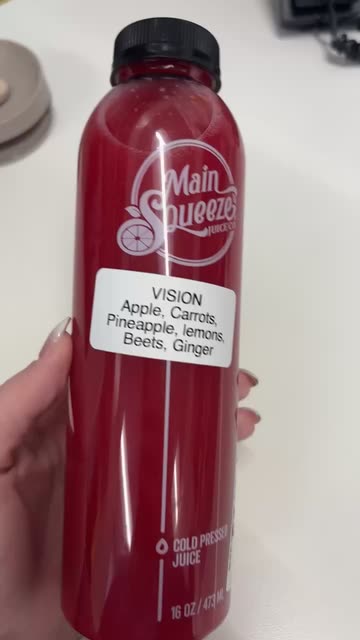 Main
Squeeze
JUICE CO
VISION
Apple, Carrots,
Pineapple, lemons,
Beets, Ginger
COLD PRESSED
JUICE
16 OZ / 473 ML